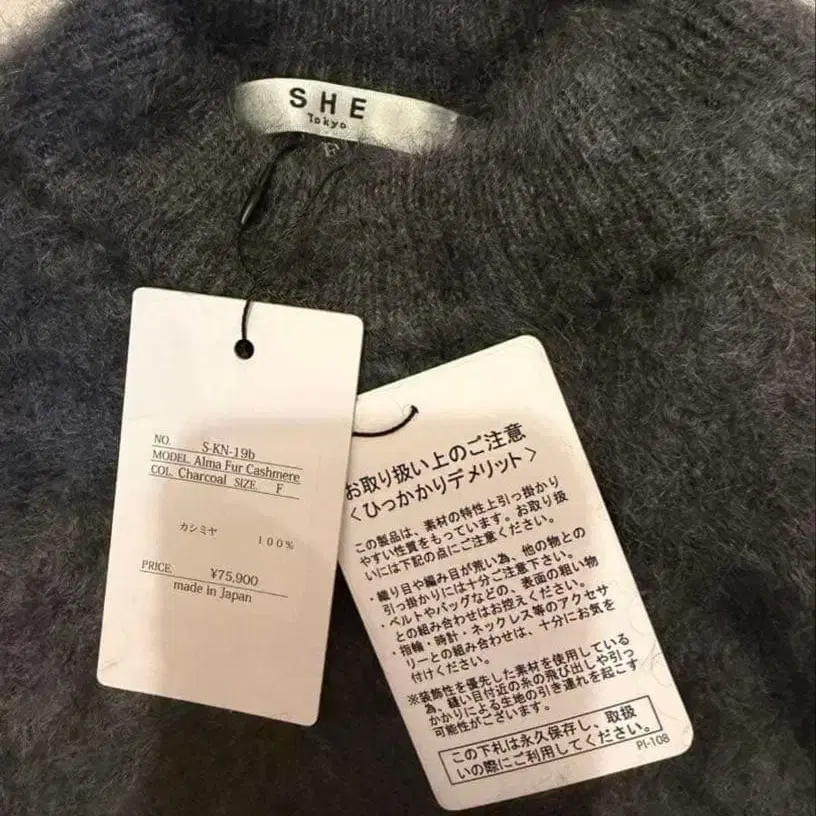 SHE
Tokyo
F
NO. S-KN-19b
MODEL. Alma Fur Cashmere
COL. Charcoal SIZE. F
カシミヤ 100%
PRICE. ¥75,900
made in Japan
お取り扱い上のご注意
＜ひっかかりデメリット＞
この製品は、素材の特性上引っ掛かり
やすい性質をもっています。お取り扱
いには下記の点にご注意ください。
・織り目や編み目が荒い為、他の物との
引っ掛かりには十分ご注意下さい。
・ベルトやバッグなどの、表面の粗い物
との組み合わせはお控えください。
・指輪・時計・ネックレス等のアクセサ
リーとの組み合わせは、十分にお気を
付けください。
※装飾性を優先した素材を使用している
為、縫い目付近の糸の飛び出しや引っ
かかりによる生地の引き連れを起こす
可能性がございます。
この下札は永久保存し、取扱
いの際にご利用してください。
PI-108